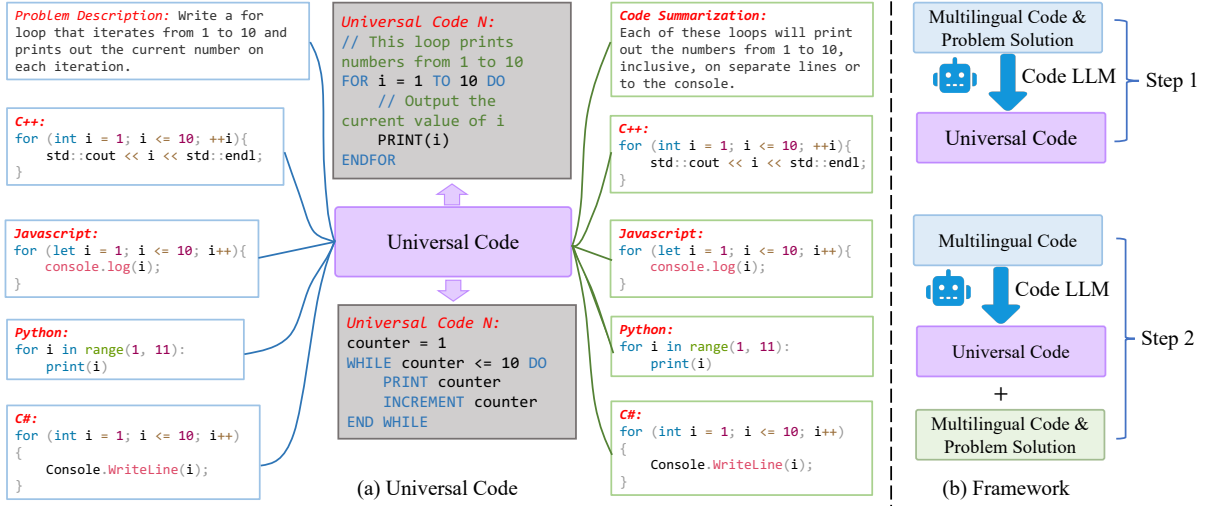 Problem Description: Write a for
loop that iterates from 1 to 10 and
prints out the current number on
each iteration.
C++:
for (int i = 1; i <= 10; ++i){
    std::cout << i << std::endl;
}
Javascript:
for (let i = 1; i <= 10; i++){
    console.log(i);
}
Python:
for i in range(1, 11):
    print(i)
C#:
for (int i = 1; i <= 10; i++)
{
    Console.WriteLine(i);
}
Universal Code N:
// This loop prints
numbers from 1 to 10
FOR i = 1 TO 10 DO
    // Output the
current value of i
    PRINT(i)
ENDFOR
Universal Code
Universal Code N:
counter = 1
WHILE counter <= 10 DO
    PRINT counter
    INCREMENT counter
END WHILE
(a) Universal Code
Code Summarization:
Each of these loops will print
out the numbers from 1 to 10,
inclusive, on separate lines or
to the console.
C++:
for (int i = 1; i <= 10; ++i){
    std::cout << i << std::endl;
}
Javascript:
for (let i = 1; i <= 10; i++){
    console.log(i);
}
Python:
for i in range(1, 11):
    print(i)
C#:
for (int i = 1; i <= 10; i++)
{
    Console.WriteLine(i);
}
Multilingual Code &
Problem Solution
Code LLM
Universal Code
Step 1
Multilingual Code
Code LLM
Universal Code
+
Multilingual Code &
Problem Solution
Step 2
(b) Framework